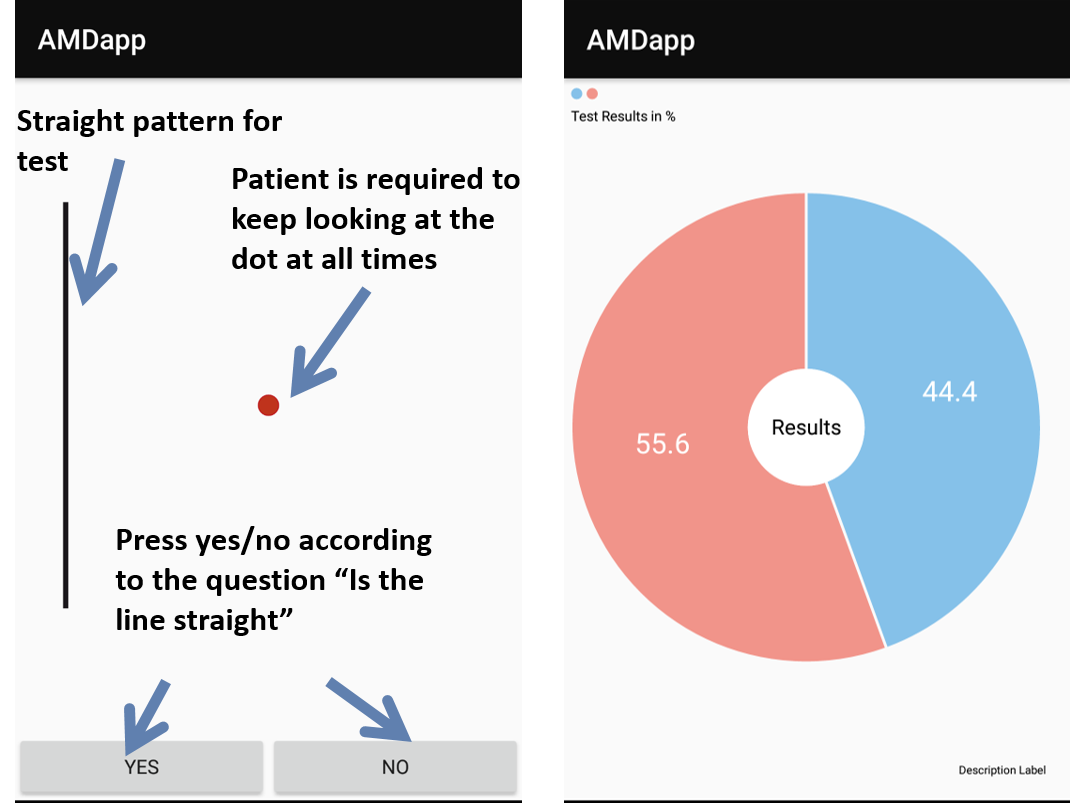 AMDapp
Straight pattern for
test
Patient is required to
keep looking at the
dot at all times
Press yes/no according
to the question “Is the
line straight”
YES
NO
AMDapp
Test Results in %
44.4
Results
55.6
Description Label